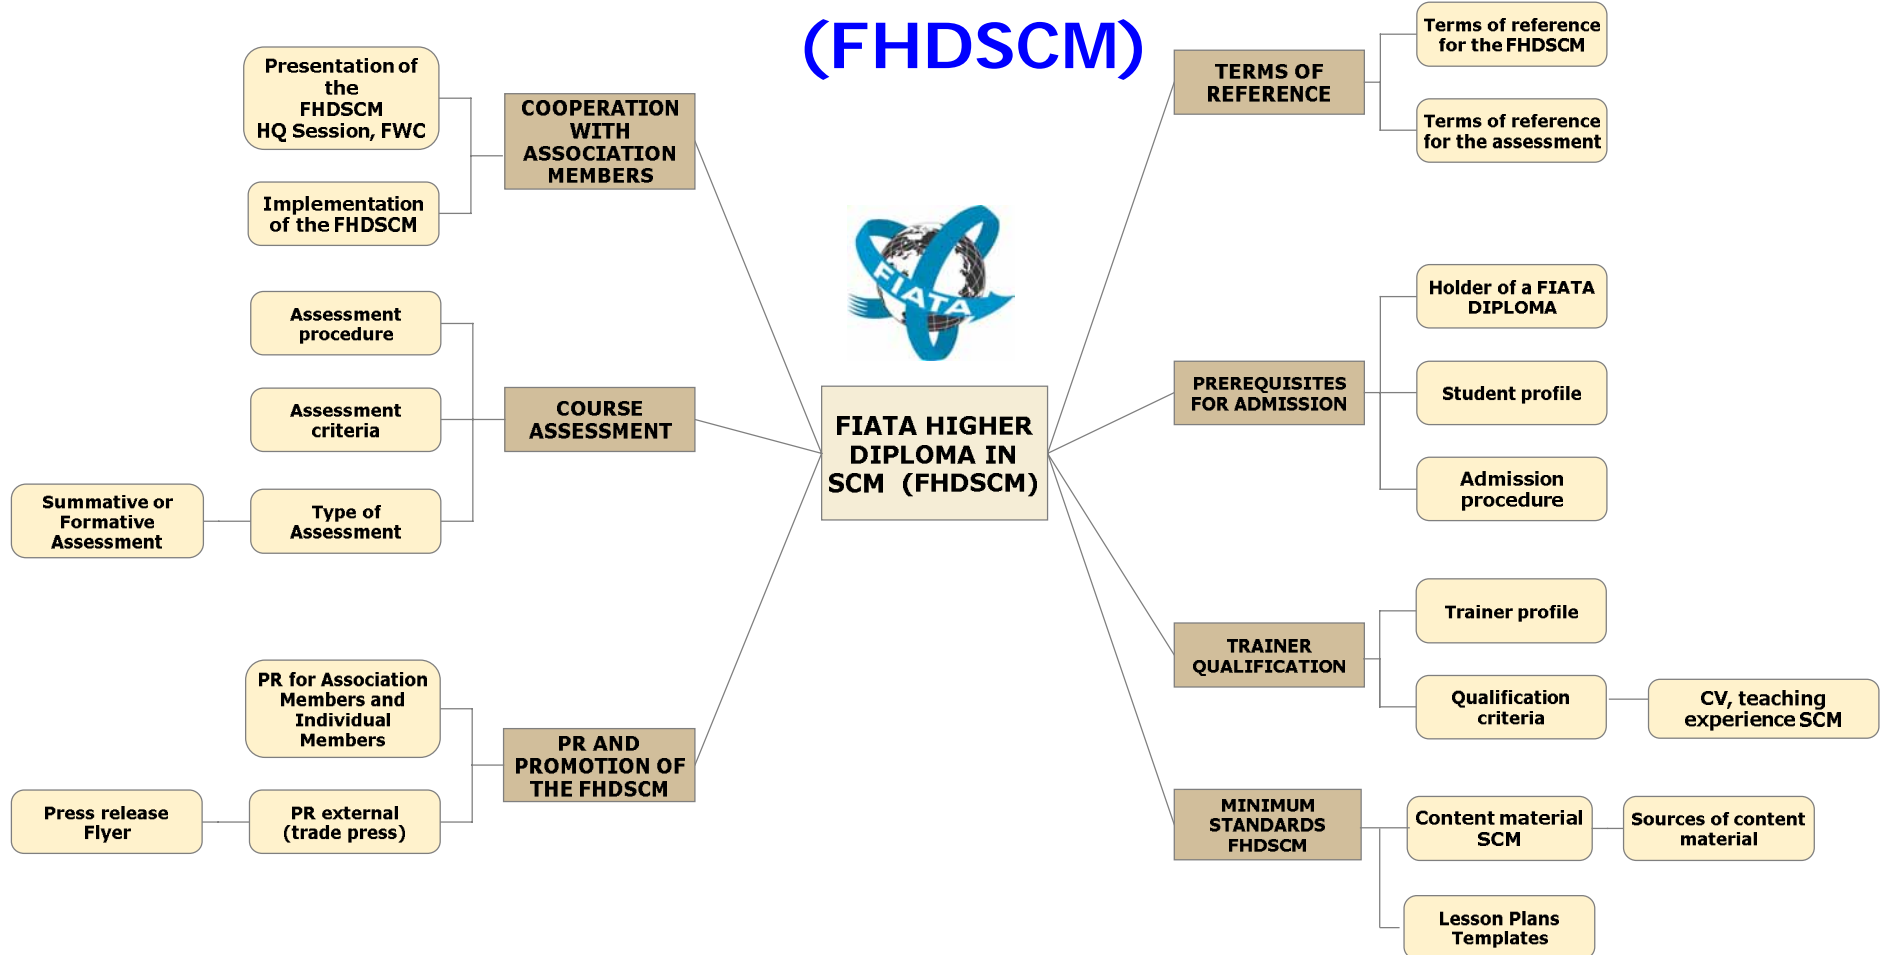 (FHDSCM)
Presentation of
the
FHDSCM
HQ Session, FWC
Implementation
of the FHDSCM
COOPERATION
WITH
ASSOCIATION
MEMBERS
Assessment
procedure
Assessment
criteria
Type of
Assessment
Summative or
Formative
Assessment
COURSE
ASSESSMENT
PR for Association
Members and
Individual
Members
PR external
(trade press)
Press release
Flyer
PR AND
PROMOTION OF
THE FHDSCM
FIATA
FIATA HIGHER
DIPLOMA IN
SCM (FHDSCM)
TERMS OF
REFERENCE
Terms of reference
for the FHDSCM
Terms of reference
for the assessment
PREREQUISITES
FOR ADMISSION
Holder of a FIATA
DIPLOMA
Student profile
Admission
procedure
TRAINER
QUALIFICATION
Trainer profile
Qualification
criteria
CV, teaching
experience SCM
MINIMUM
STANDARDS
FHDSCM
Content material
SCM
Sources of content
material
Lesson Plans
Templates